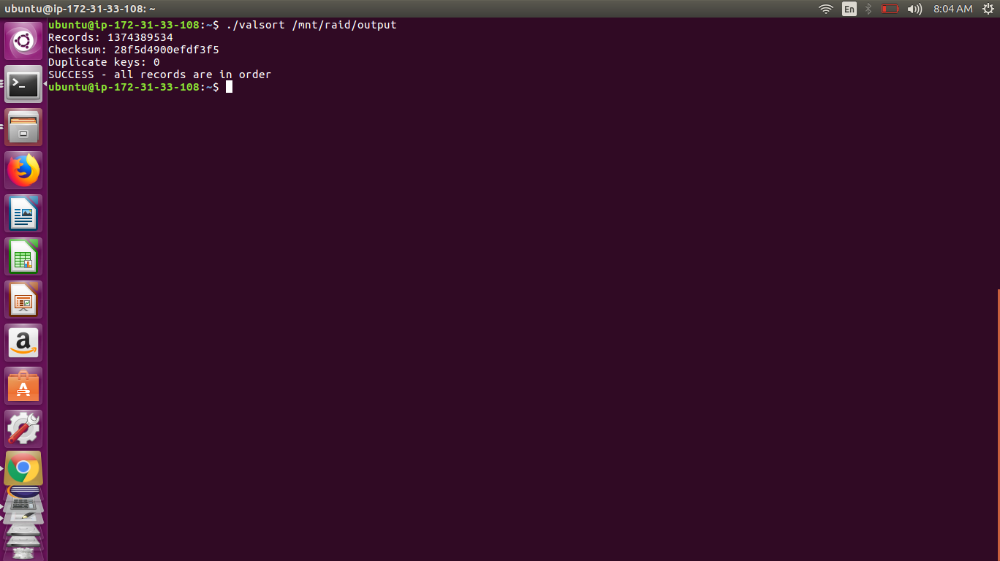 ubuntu@ip-172-31-33-108: ~
En
8:04 AM
ubuntu@ip-172-31-33-108:~$ ./valsort /mnt/raid/output
Records: 1374389534
Checksum: 28f5d4900efdf3f5
Duplicate keys: 0
SUCCESS - all records are in order
ubuntu@ip-172-31-33-108:~$